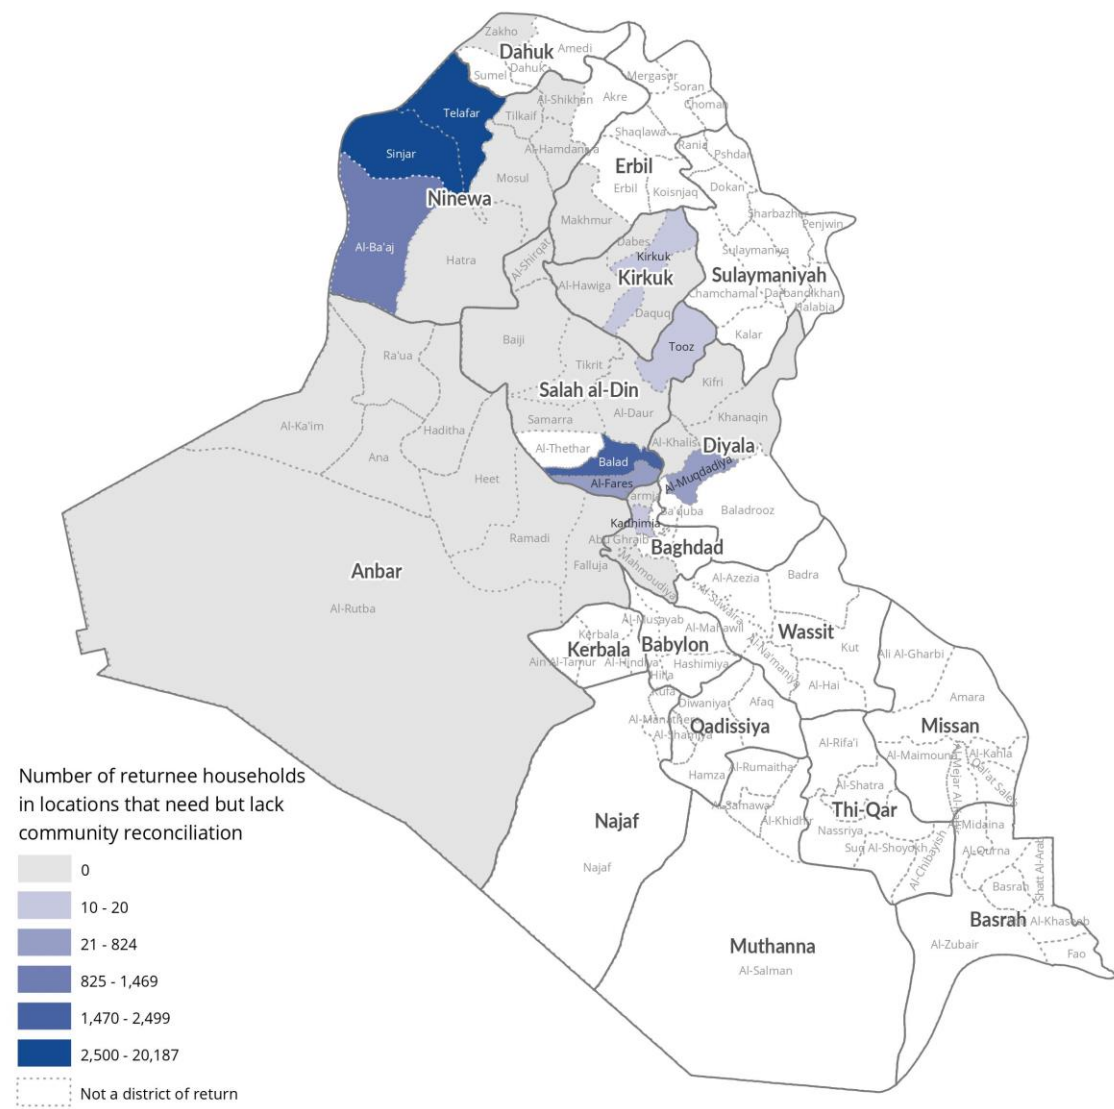 Zakho
Dahuk
Amedi
Sumel
Dahuk
Mergasur
Soran
Choman
Telafar
Tilkaif
Al-Shikhan
Akre
Sinjar
Al-Hamdaniya
Shaqlawa
Rania
Pshdar
Erbil
Mosul
Erbil
Koisnjaq
Dokan
Ninewa
Makhmur
Sharbazher
Penjwin
Al-Ba'aj
Hatra
Al-Shirqat
Dabes
Kirkuk
Kirkuk
Sulaymaniya
Sulaymaniyah
Al-Hawiga
Chamchamal
Darbandikhan
Halabja
Daquq
Baiji
Tooz
Kalar
Ra'ua
Tikrit
Kifri
Salah al-Din
Al-Ka'im
Haditha
Samarra
Al-Daur
Khanaqin
Ana
Al-Thethar
Al-Khalis
Diyala
Balad
Heet
Al-Fares
Al-Muqdadiya
Ba'quba
Baladrooz
Kadhimia
Ramadi
Abu Ghraib
Baghdad
Anbar
Falluja
Mahmoudiya
Al-Rutba
Al-Azezia
Badra
Al-Suwaira
Al-Musayab
Al-Mahawil
Wassit
Kerbala
Kerbala
Babylon
Al-Na'maniya
Kut
Ali Al-Gharbi
Ain Al-Tamur
Al-Hindiya
Hashimiya
Hilla
Al-Hai
Kufa
Diwaniya
Afaq
Amara
Qadissiya
Missan
Al-Shamiya
Al-Rifa'i
Al-Maimouna
Al-Kahla
Qal'at Saleh
Hamza
Al-Rumaitha
Al-Shatra
Al-Samawa
Thi-Qar
Najaf
Al-Khidhir
Nassriya
Suq Al-Shoyokh
Al-Chibayish
Al-Midaina
Al-Qurna
Shatt Al-Arab
Najaf
Basrah
Basrah
Al-Khaseeb
Muthanna
Al-Zubair
Fao
Al-Salman
Number of returnee households
in locations that need but lack
community reconciliation
0
10 - 20
21 - 824
825 - 1,469
1,470 - 2,499
2,500 - 20,187
Not a district of return